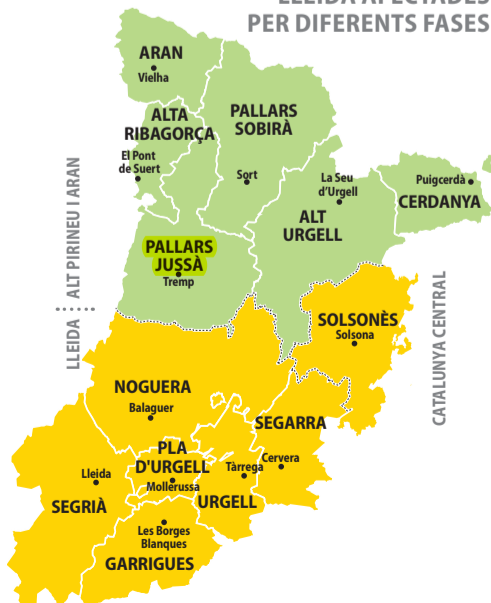 LLEIDA AFECTADES
PER DIFERENTS FASES
ARAN
Vielha
ALTA
RIBAGORÇA
PALLARS
SOBIRÀ
El Pont
de Suert
Sort
La Seu
d'Urgell
Puigcerdà
CERDANYA
ALT
URGELL
PALLARS
JUSSÀ
Tremp
ALT PIRINEU I ARAN
LLEIDA
SOLSONÈS
Solsona
CATALUNYA CENTRAL
NOGUERA
Balaguer
SEGARRA
PLA
D'URGELL
Mollerussa
Tàrrega
Cervera
Lleida
SEGRIÀ
URGELL
Les Borges
Blanques
GARRIGUES